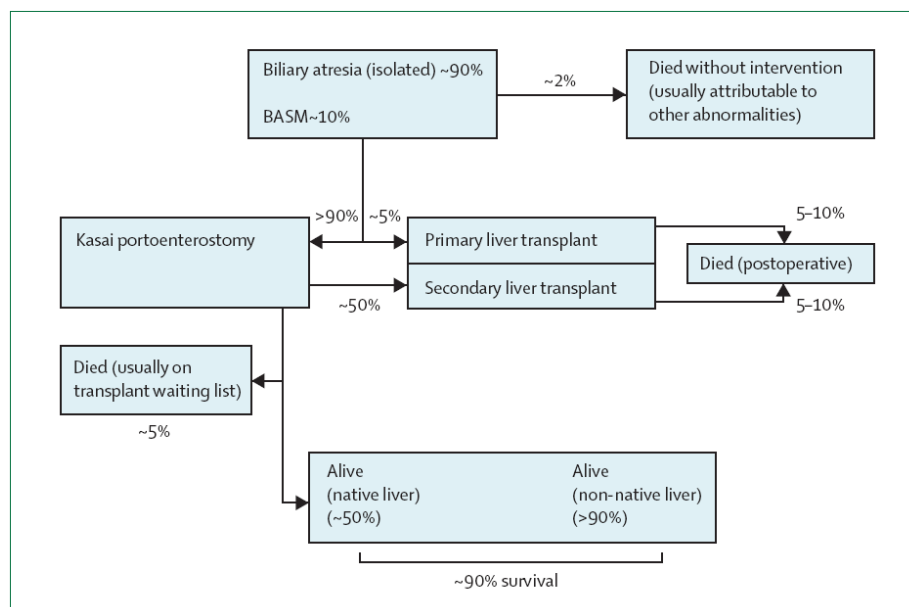 Biliary atresia (isolated) ~90%
BASM~10%
~2%
Died without intervention
(usually attributable to
other abnormalities)
>90%
~5%
Kasai portoenterostomy
Primary liver transplant
Secondary liver transplant
~50%
5–10%
Died (postoperative)
5–10%
Died (usually on
transplant waiting list)
~5%
Alive
(native liver)
(~50%)
Alive
(non-native liver)
(>90%)
~90% survival